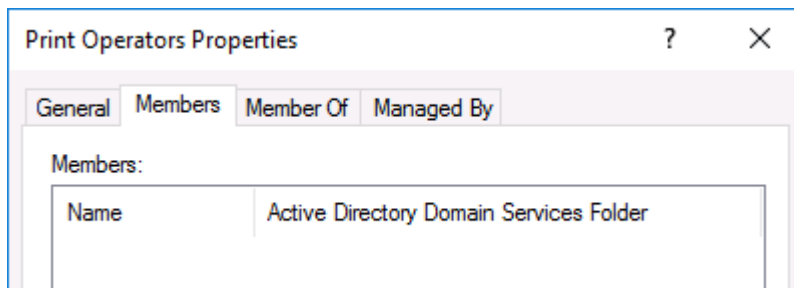 Print Operators Properties ? ×
General Members Member Of Managed By
Members:
Name Active Directory Domain Services Folder